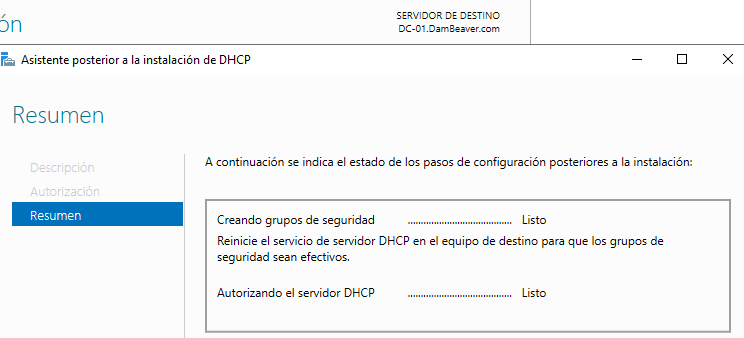 ón
SERVIDOR DE DESTINO
DC-01.DamBeaver.com
Asistente posterior a la instalación de DHCP
Resumen
Descripción
Autorización
Resumen
A continuación se indica el estado de los pasos de configuración posteriores a la instalación:
Creando grupos de seguridad ........................................ Listo
Reinicie el servicio de servidor DHCP en el equipo de destino para que los grupos de
seguridad sean efectivos.
Autorizando el servidor DHCP ........................................ Listo